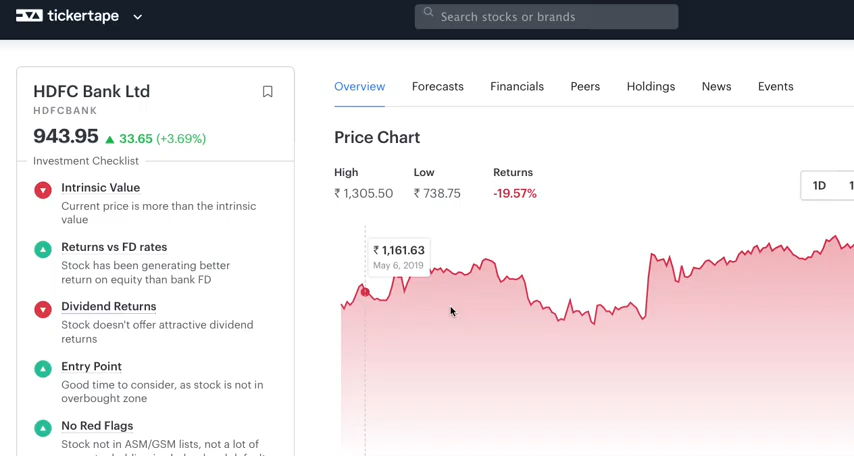 tickertape
Search stocks or brands
HDFC Bank Ltd
HDFCBANK
943.95 ▲ 33.65 (+3.69%)
Investment Checklist
Intrinsic Value
Current price is more than the intrinsic
value
Returns vs FD rates
Stock has been generating better
return on equity than bank FD
Dividend Returns
Stock doesn't offer attractive dividend
returns
Entry Point
Good time to consider, as stock is not in
overbought zone
No Red Flags
Stock not in ASM/GSM lists, not a lot of
Overview Forecasts Financials Peers Holdings News Events
Price Chart
High Low Returns
₹ 1,305.50 ₹ 738.75 -19.57%
1D 1
₹ 1,161.63
May 6, 2019